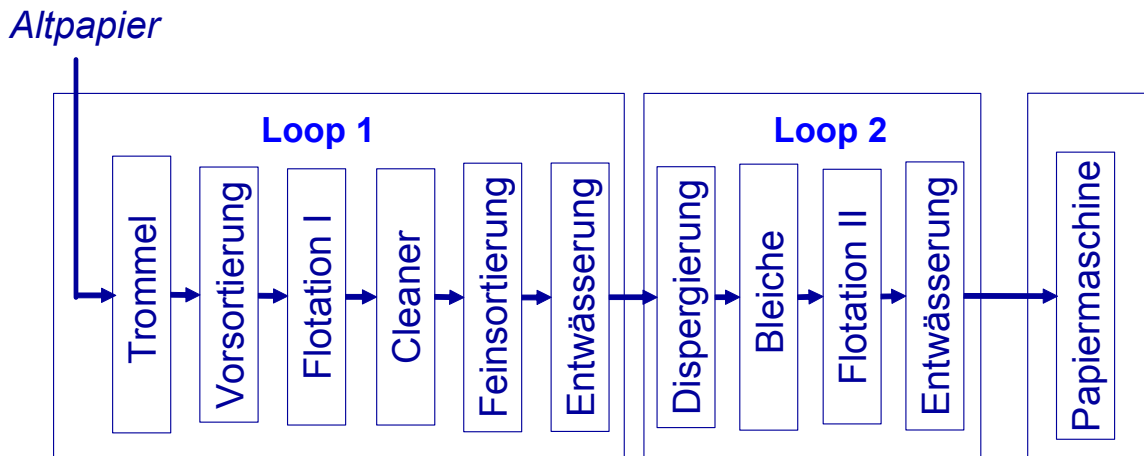 Altpapier
Loop 1
Trommel
Vorsortierung
Flotation I
Cleaner
Feinsortierung
Entwässerung
Loop 2
Dispergierung
Bleiche
Flotation II
Entwässerung
Papiermaschine